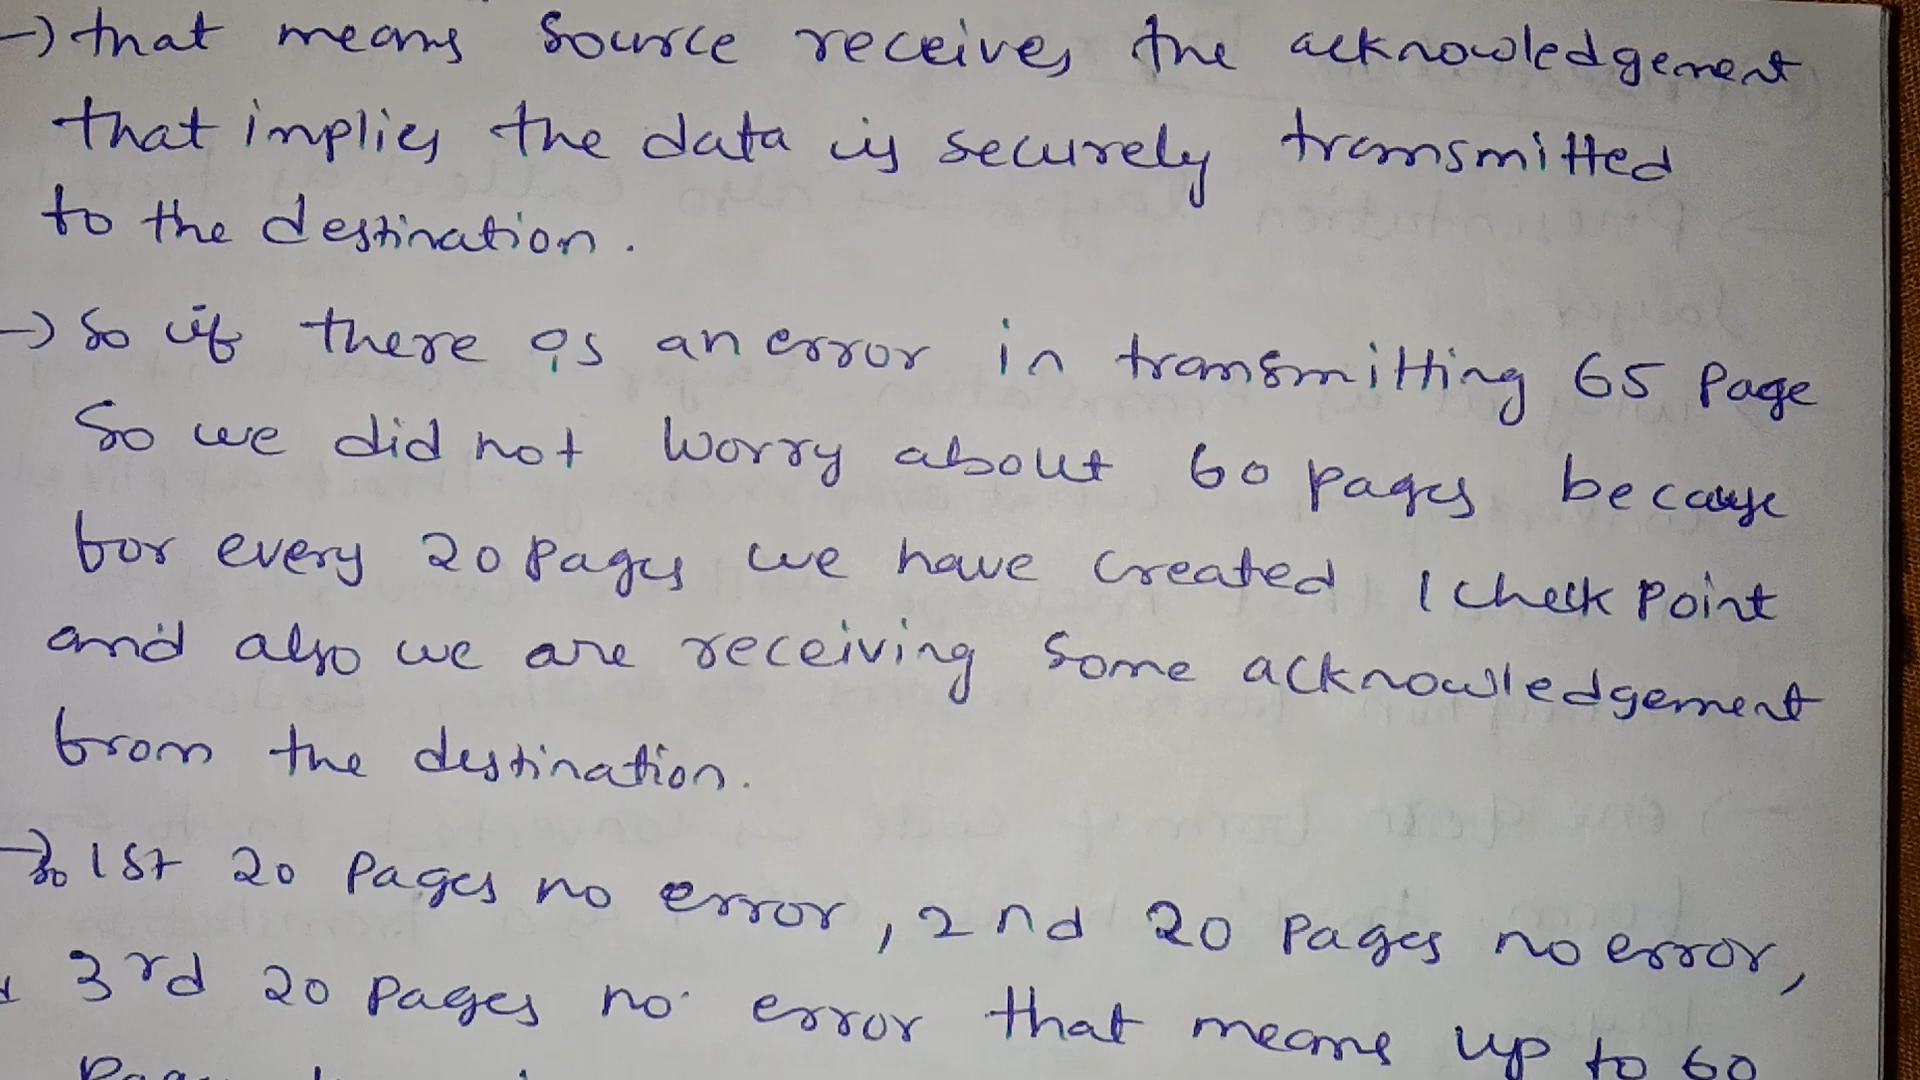 → that means source receives the acknowledgement
that implies the data is securely transmitted
to the destination.
→ So if there is an error in transmitting 65 page
So we did not worry about 60 pages because
for every 20 pages we have created 1 check point
and also we are receiving some acknowledgement
from the destination.
→ so 1st 20 pages no error, 2nd 20 pages no error,
3rd 20 pages no error that means up to 60